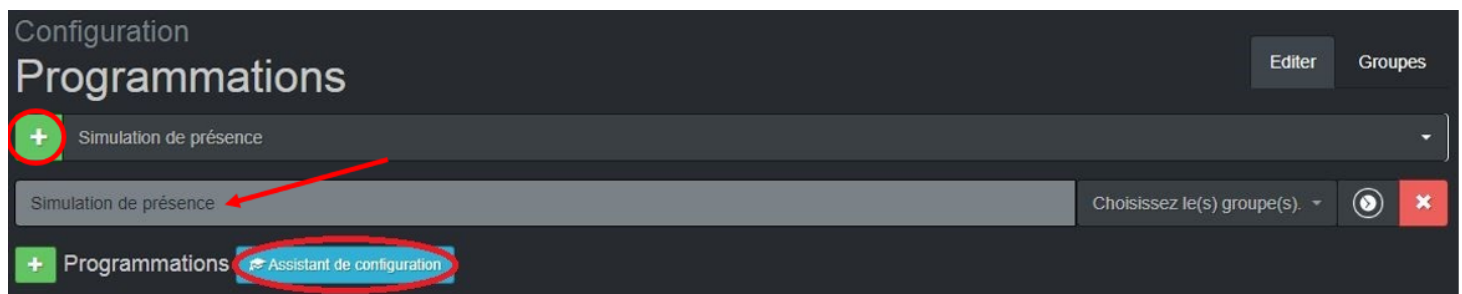 Configuration
Programmations
Editer Groupes
+ Simulation de présence
Simulation de présence Choisissez le(s) groupe(s).
+ Programmations Assistant de configuration